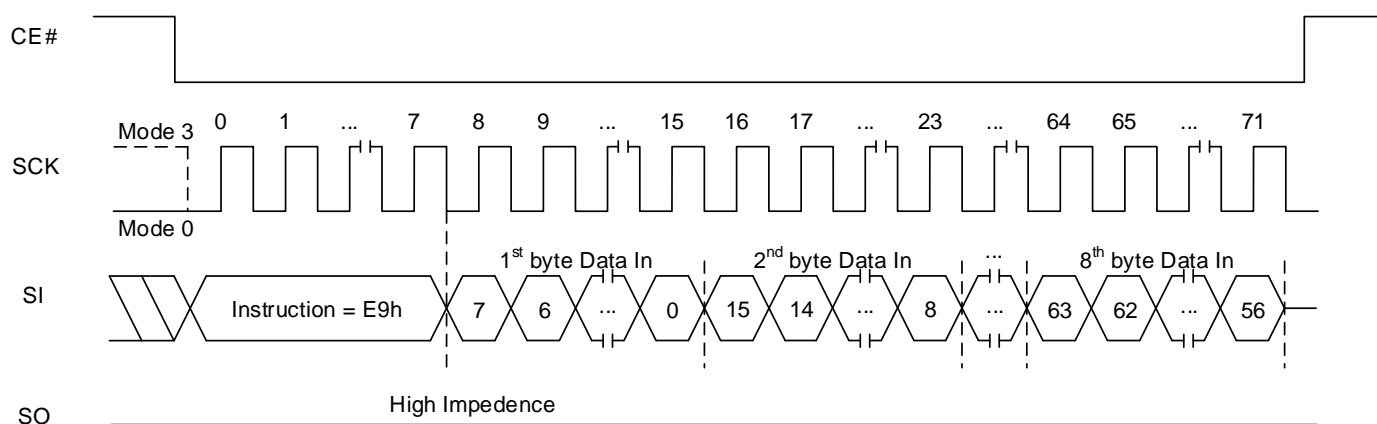 CE#
0 1 ... 7 8 9 ... 15 16 17 ... 23 ... 64 65 ... 71
Mode 3
SCK
Mode 0
1st byte Data In 2nd byte Data In ... 8th byte Data In
SI Instruction = E9h 7 6 ... 0 15 14 ... 8 ... 63 62 ... 56
High Impedence
SO